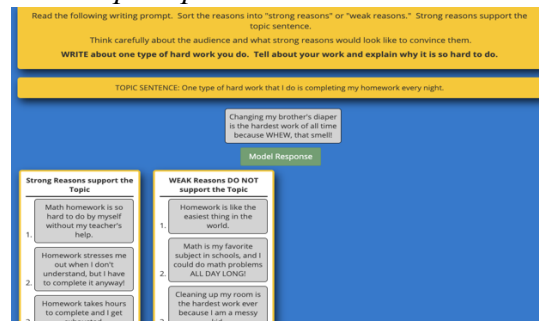 Read the following writing prompt. Sort the reasons into "strong reasons" or "weak reasons." Strong reasons support the
topic sentence.
Think carefully about the audience and what strong reasons would look like to convince them.
WRITE about one type of hard work you do. Tell about your work and explain why it is so hard to do.
TOPIC SENTENCE: One type of hard work that I do is completing my homework every night.
Changing my brother's diaper
is the hardest work of all time
because WHEW, that smell!
Model Response
Strong Reasons support the
Topic
1. Math homework is so
hard to do by myself
without my teacher's
help.
2. Homework stresses me
out when I don't
understand, but I have
to complete it anyway!
Homework takes hours
to complete and I get
WEAK Reasons DO NOT
support the Topic
1. Homework is like the
easiest thing in the
world.
2. Math is my favorite
subject in schools, and I
could do math problems
ALL DAY LONG!
Cleaning up my room is
the hardest work ever
because I am a messy